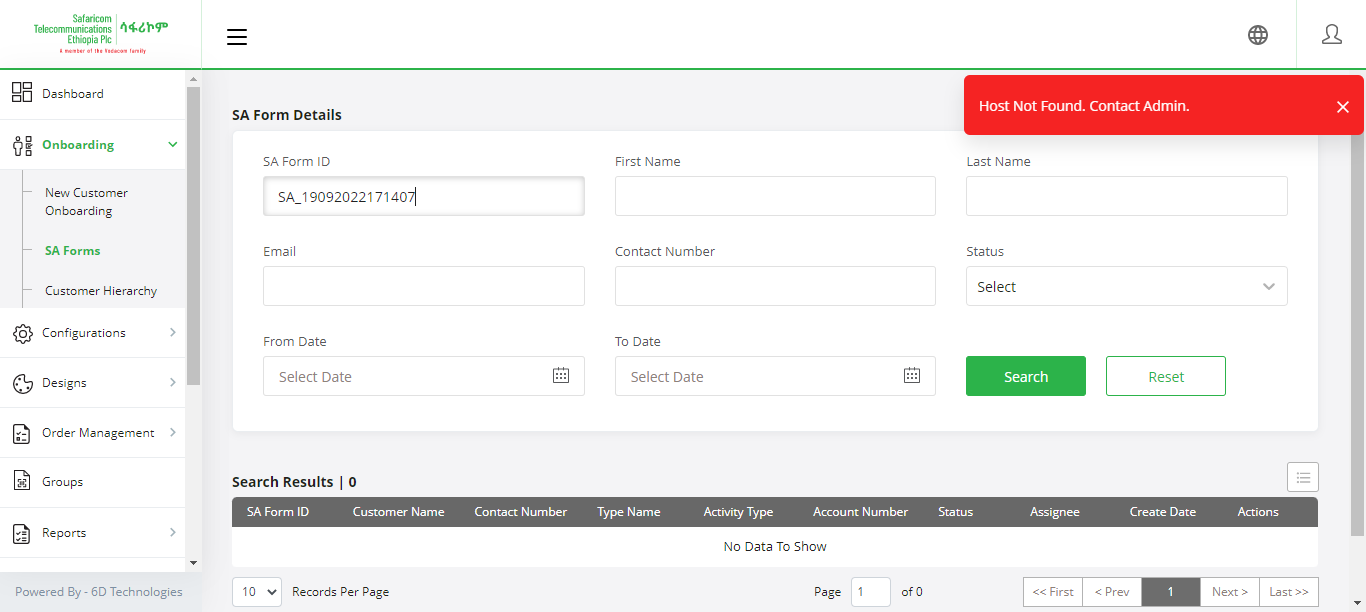 Safaricom
Telecommunications
Ethiopia Plc
ሳፋሪኮም
A member of the Vodacom family
Host Not Found. Contact Admin.
Dashboard
Onboarding
New Customer
Onboarding
SA Forms
Customer Hierarchy
Configurations
Designs
Order Management
Groups
Reports
Powered By - 6D Technologies
SA Form Details
SA Form ID First Name Last Name
SA_19092022171407
Email Contact Number Status
Select
From Date To Date
Select Date Select Date Search Reset
Search Results | 0
SA Form ID Customer Name Contact Number Type Name Activity Type Account Number Status Assignee Create Date Actions
No Data To Show
10 Records Per Page Page 1 of 0 << First < Prev 1 Next > Last >>